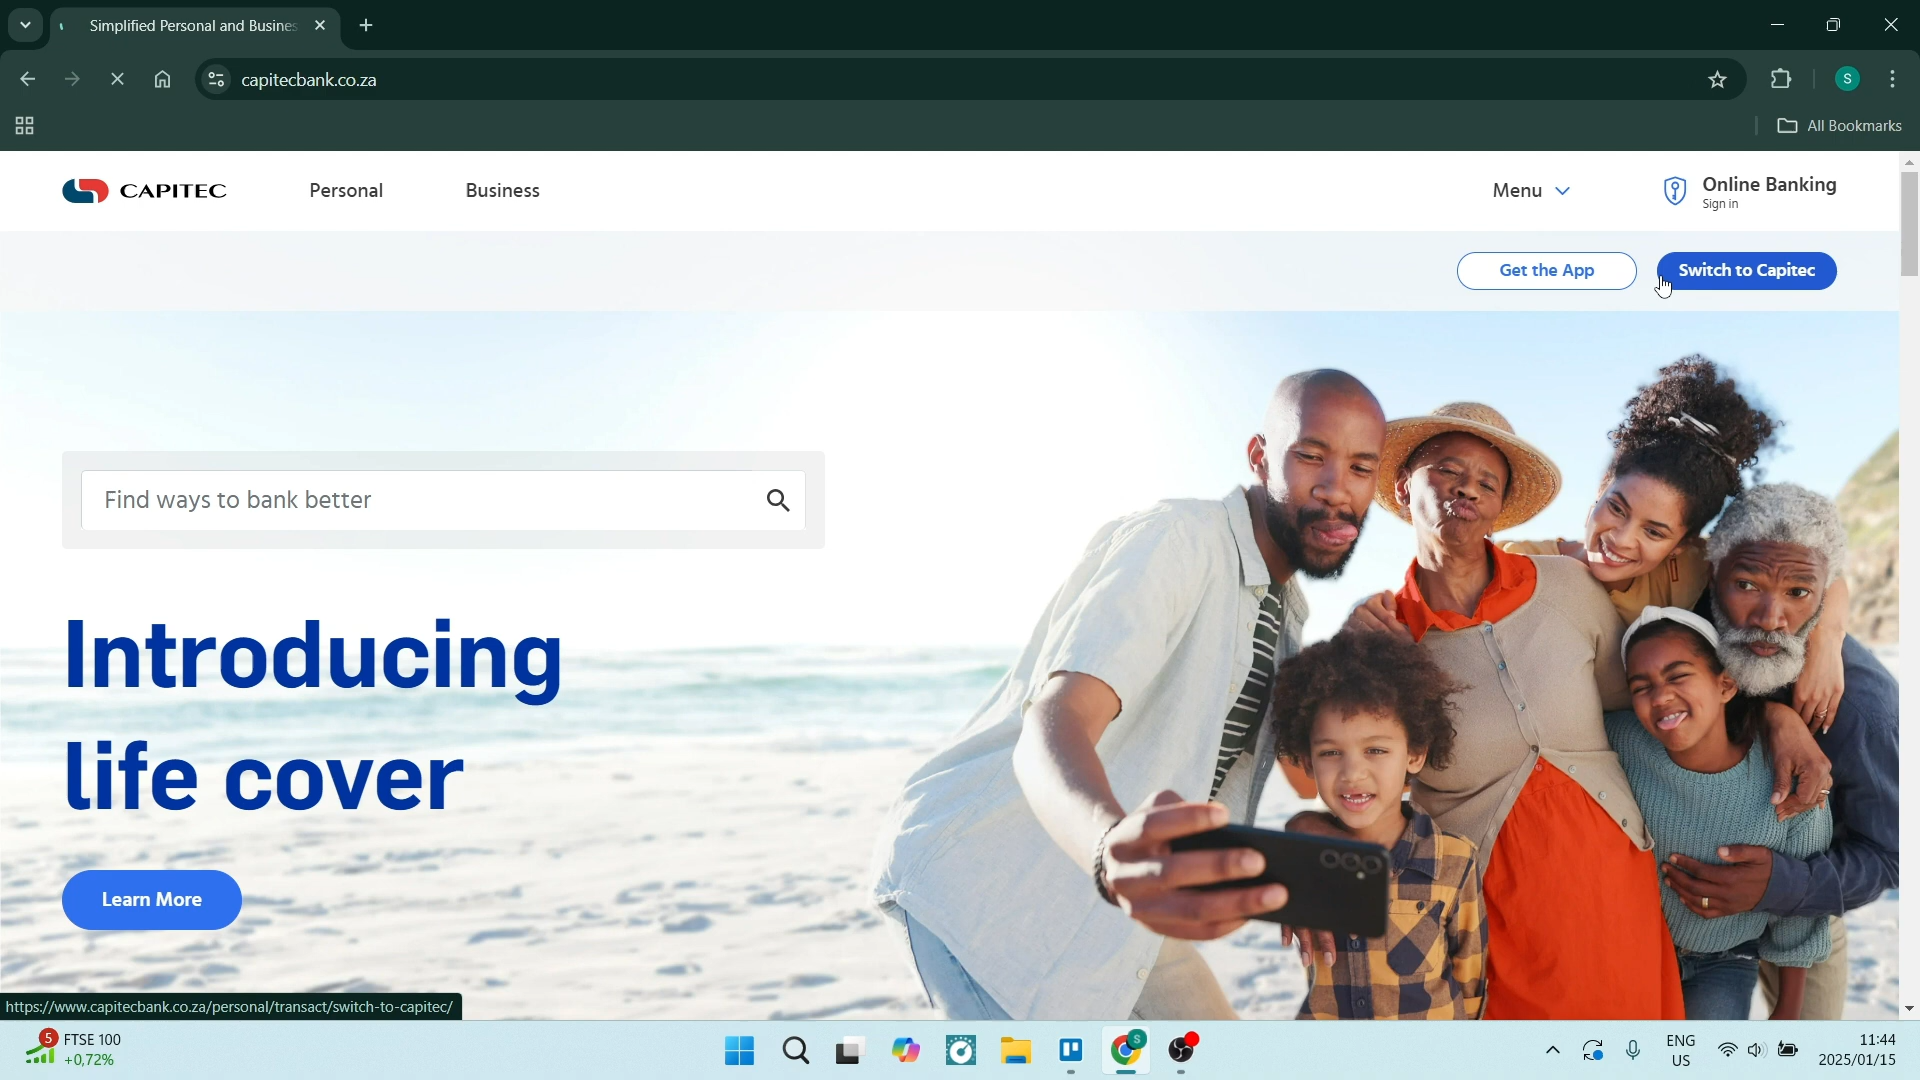 Simplified Personal and Busines
capitecbank.co.za
S
All Bookmarks
CAPITEC
Personal
Business
Menu
Online Banking
Sign in
Get the App
Switch to Capitec
Find ways to bank better
Introducing
life cover
Learn More
https://www.capitecbank.co.za/personal/transact/switch-to-capitec/
5
FTSE 100
+0,72%
S
ENG
US
11:44
2025/01/15